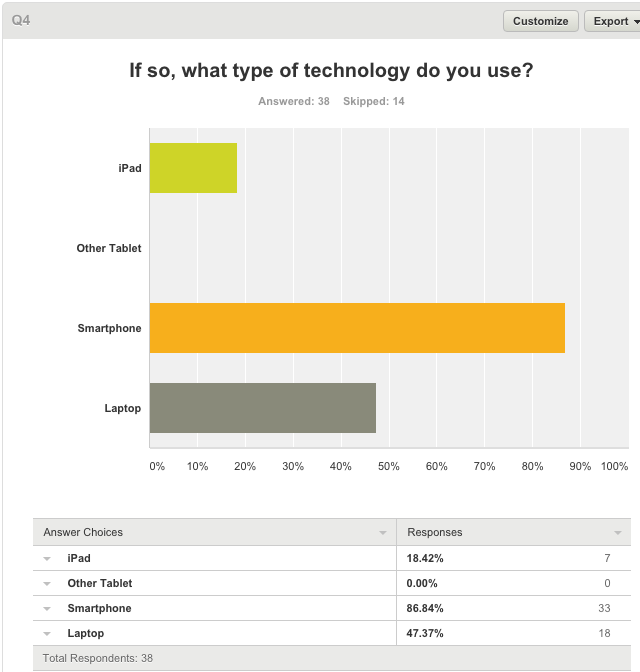 Q4
Customize
Export
If so, what type of technology do you use?
Answered: 38 Skipped: 14
iPad
Other Tablet
Smartphone
Laptop
0% 10% 20% 30% 40% 50% 60% 70% 80% 90% 100%
Answer Choices Responses
iPad 18.42% 7
Other Tablet 0.00% 0
Smartphone 86.84% 33
Laptop 47.37% 18
Total Respondents: 38